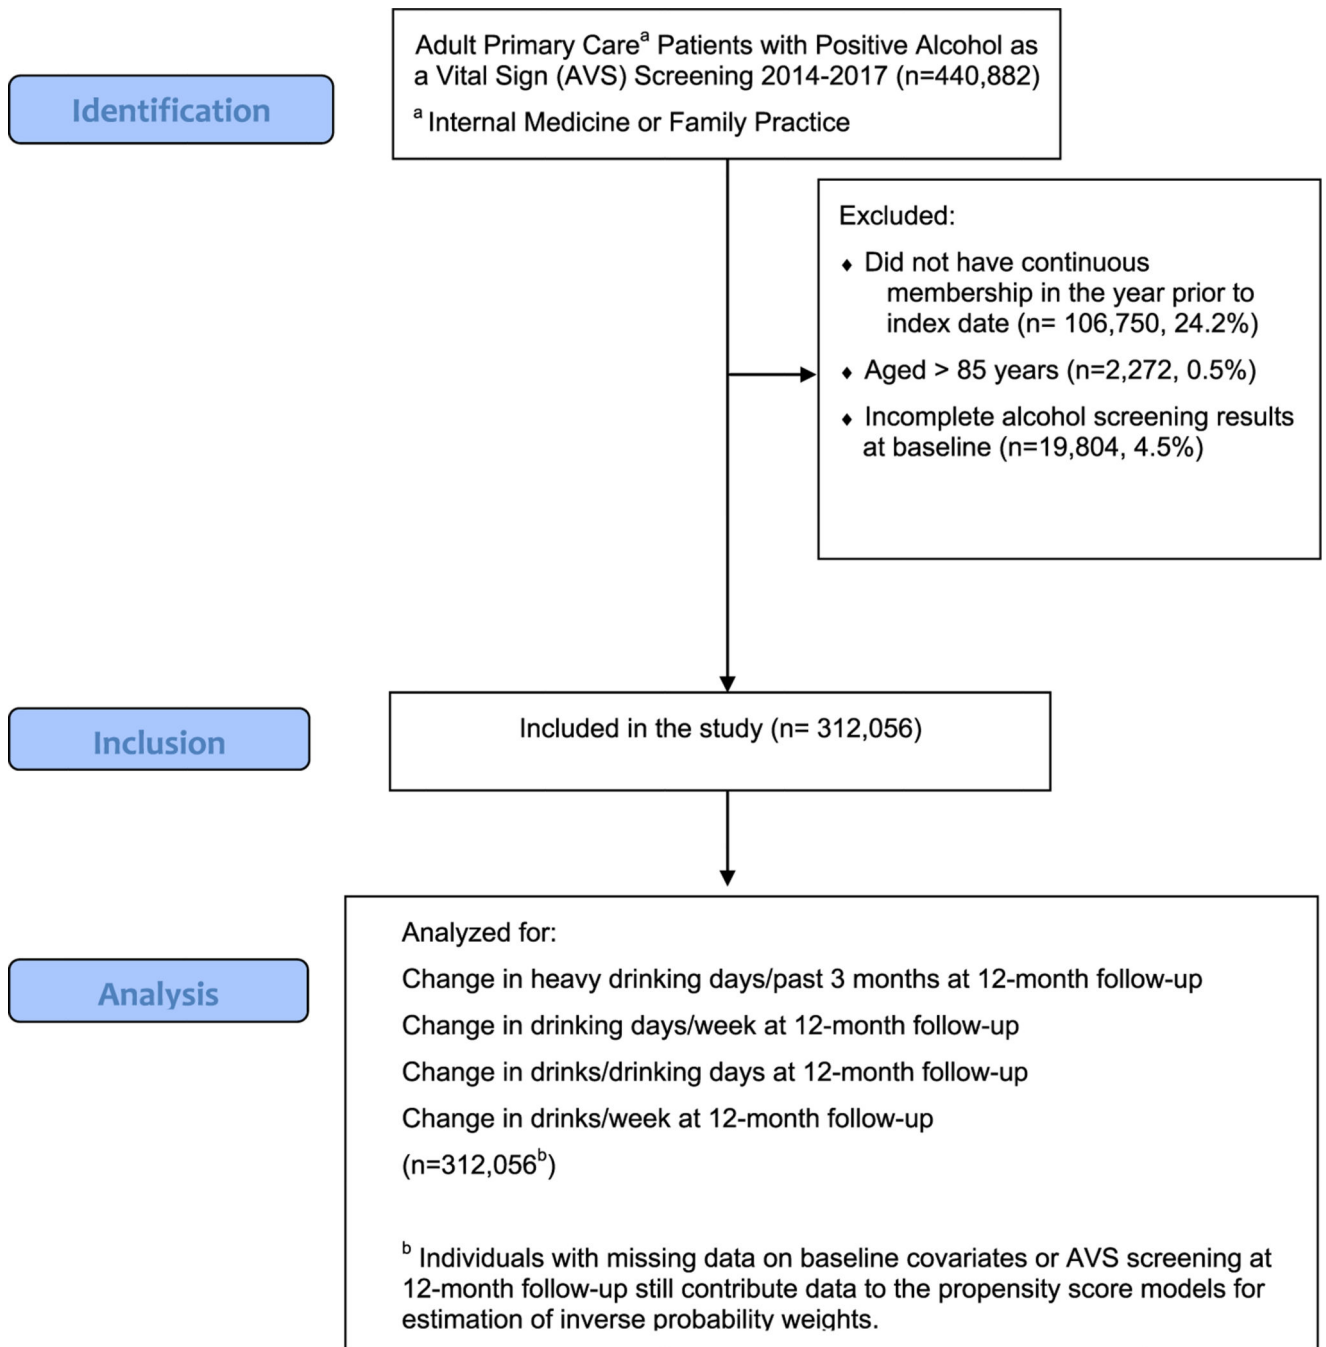 Identification
Adult Primary Careᵃ Patients with Positive Alcohol as
a Vital Sign (AVS) Screening 2014-2017 (n=440,882)
ᵃ Internal Medicine or Family Practice
Excluded:
♦ Did not have continuous
membership in the year prior to
index date (n= 106,750, 24.2%)
♦ Aged > 85 years (n=2,272, 0.5%)
♦ Incomplete alcohol screening results
at baseline (n=19,804, 4.5%)
Inclusion
Included in the study (n= 312,056)
Analysis
Analyzed for:
Change in heavy drinking days/past 3 months at 12-month follow-up
Change in drinking days/week at 12-month follow-up
Change in drinks/drinking days at 12-month follow-up
Change in drinks/week at 12-month follow-up
(n=312,056ᵇ)
ᵇ Individuals with missing data on baseline covariates or AVS screening at
12-month follow-up still contribute data to the propensity score models for
estimation of inverse probability weights.